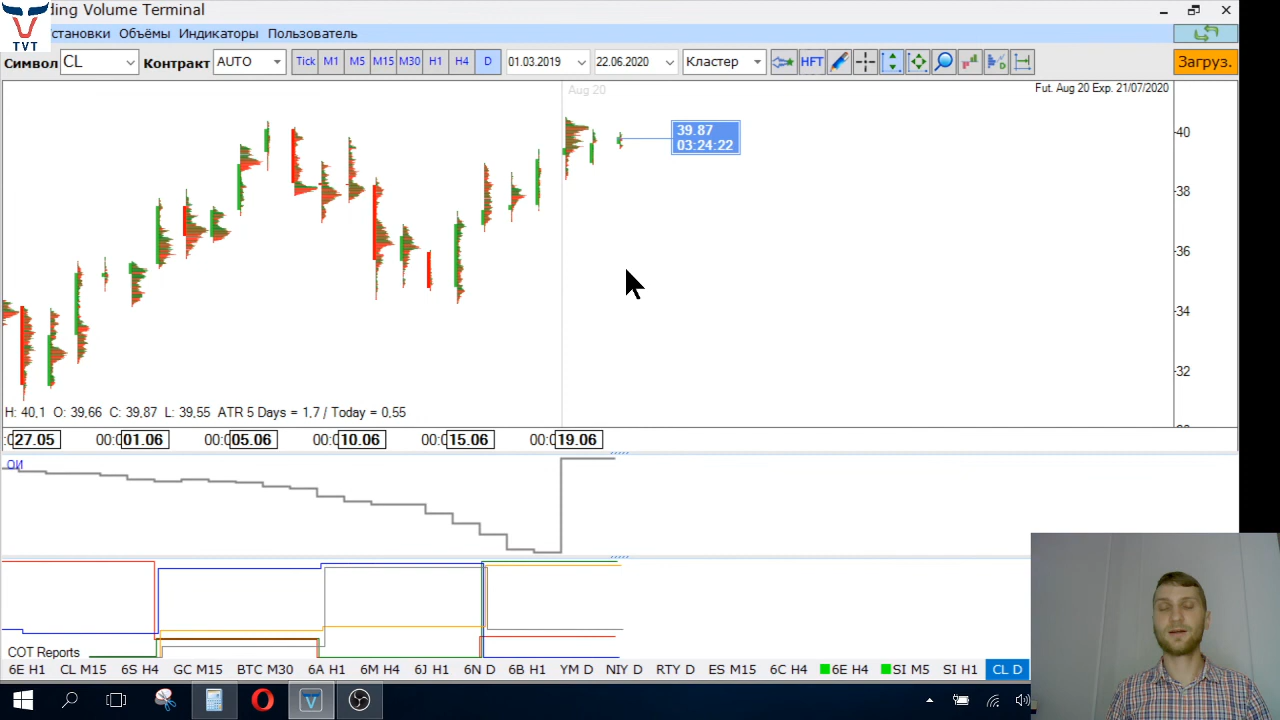 ding Volume Terminal
TVT
становки Объёмы Индикаторы Пользователь
Символ CL Контракт AUTO Tick M1 M5 M15 M30 H1 H4 D 01.03.2019 22.06.2020 Кластер HFT Загруз.
Aug 20
Fut. Aug 20 Exp. 21/07/2020
39.87
03:24:22
40
38
36
34
32
H: 40,1 O: 39,66 C: 39,87 L: 39,55 ATR 5 Days = 1,7 / Today = 0,55
27.05 00:0 01.06 00:0 05.06 00:0 10.06 00:0 15.06 00:0 19.06
ОИ
COT Reports
6E H1 CL M15 6S H4 GC M15 BTC M30 6A H1 6M H4 6J H1 6N D 6B H1 YM D NIY D RTY D ES M15 6C H4 6E H4 SI M5 SI H1 CL D